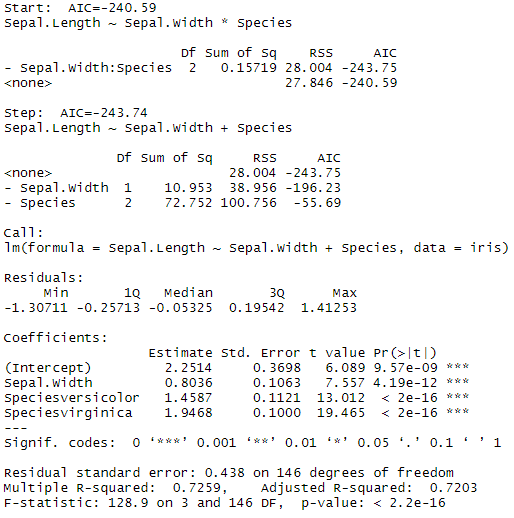 Start:  AIC=-240.59
Sepal.Length ~ Sepal.Width * Species

                      Df Sum of Sq    RSS     AIC
- Sepal.Width:Species  2   0.15719 28.004 -243.75
<none>                             27.846 -240.59

Step:  AIC=-243.74
Sepal.Length ~ Sepal.Width + Species

              Df Sum of Sq     RSS     AIC
<none>                      28.004 -243.75
- Sepal.Width  1    10.953  38.956 -196.23
- Species      2    72.752 100.756  -55.69

Call:
lm(formula = Sepal.Length ~ Sepal.Width + Species, data = iris)

Residuals:
     Min       1Q   Median       3Q      Max
-1.30711 -0.25713 -0.05325  0.19542  1.41253

Coefficients:
                  Estimate Std. Error t value Pr(>|t|)
(Intercept)         2.2514     0.3698   6.089 9.57e-09 ***
Sepal.Width         0.8036     0.1063   7.557 4.19e-12 ***
Speciesversicolor   1.4587     0.1121  13.012  < 2e-16 ***
Speciesvirginica    1.9468     0.1000  19.465  < 2e-16 ***
---
Signif. codes:  0 ‘***’ 0.001 ‘**’ 0.01 ‘*’ 0.05 ‘.’ 0.1 ‘ ’ 1

Residual standard error: 0.438 on 146 degrees of freedom
Multiple R-squared:  0.7259,	Adjusted R-squared:  0.7203
F-statistic: 128.9 on 3 and 146 DF,  p-value: < 2.2e-16